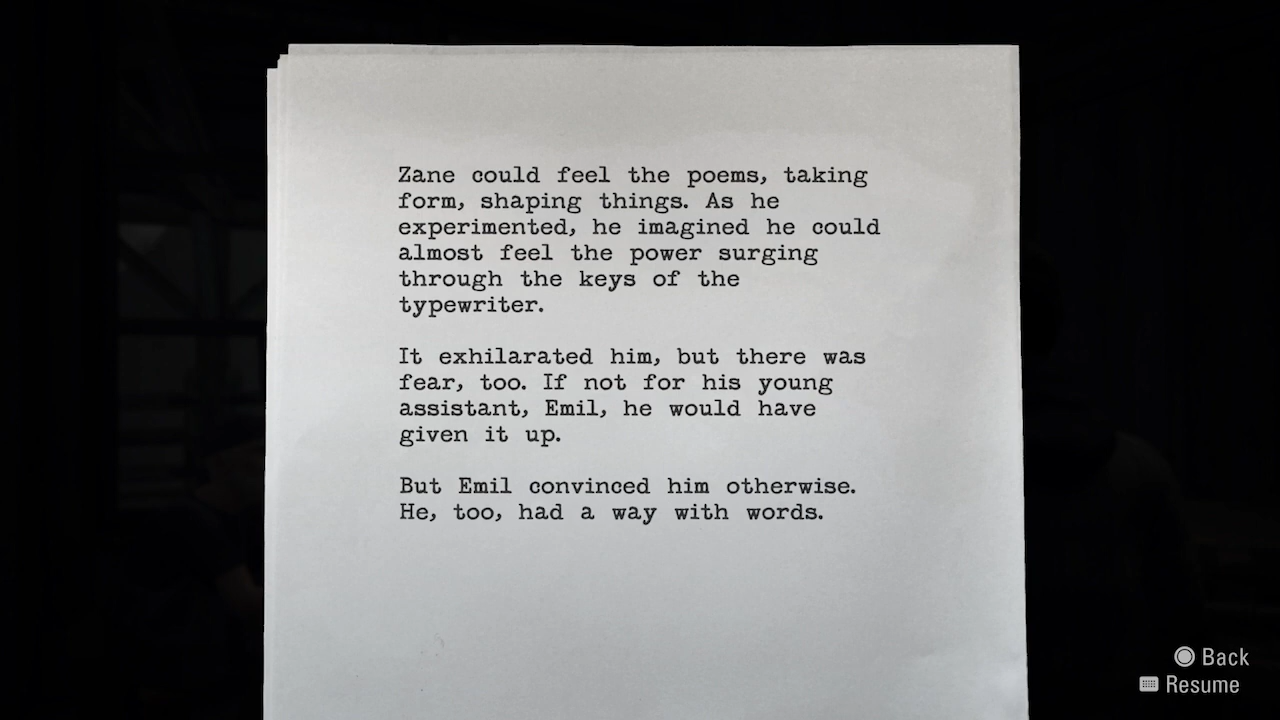 Zane could feel the poems, taking
form, shaping things. As he
experimented, he imagined he could
almost feel the power surging
through the keys of the
typewriter.
It exhilarated him, but there was
fear, too. If not for his young
assistant, Emil, he would have
given it up.
But Emil convinced him otherwise.
He, too, had a way with words.
Back
Resume